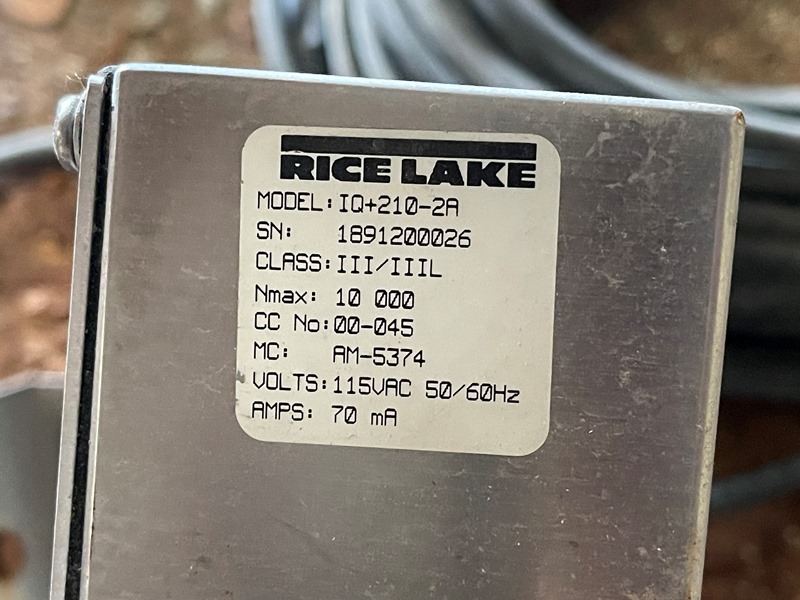 RICE LAKE
MODEL: IQ+210-2A
SN: 1891200026
CLASS: III/IIIL
Nmax: 10 000
CC No: 00-045
MC: AM-5374
VOLTS: 115VAC 50/60Hz
AMPS: 70 mA